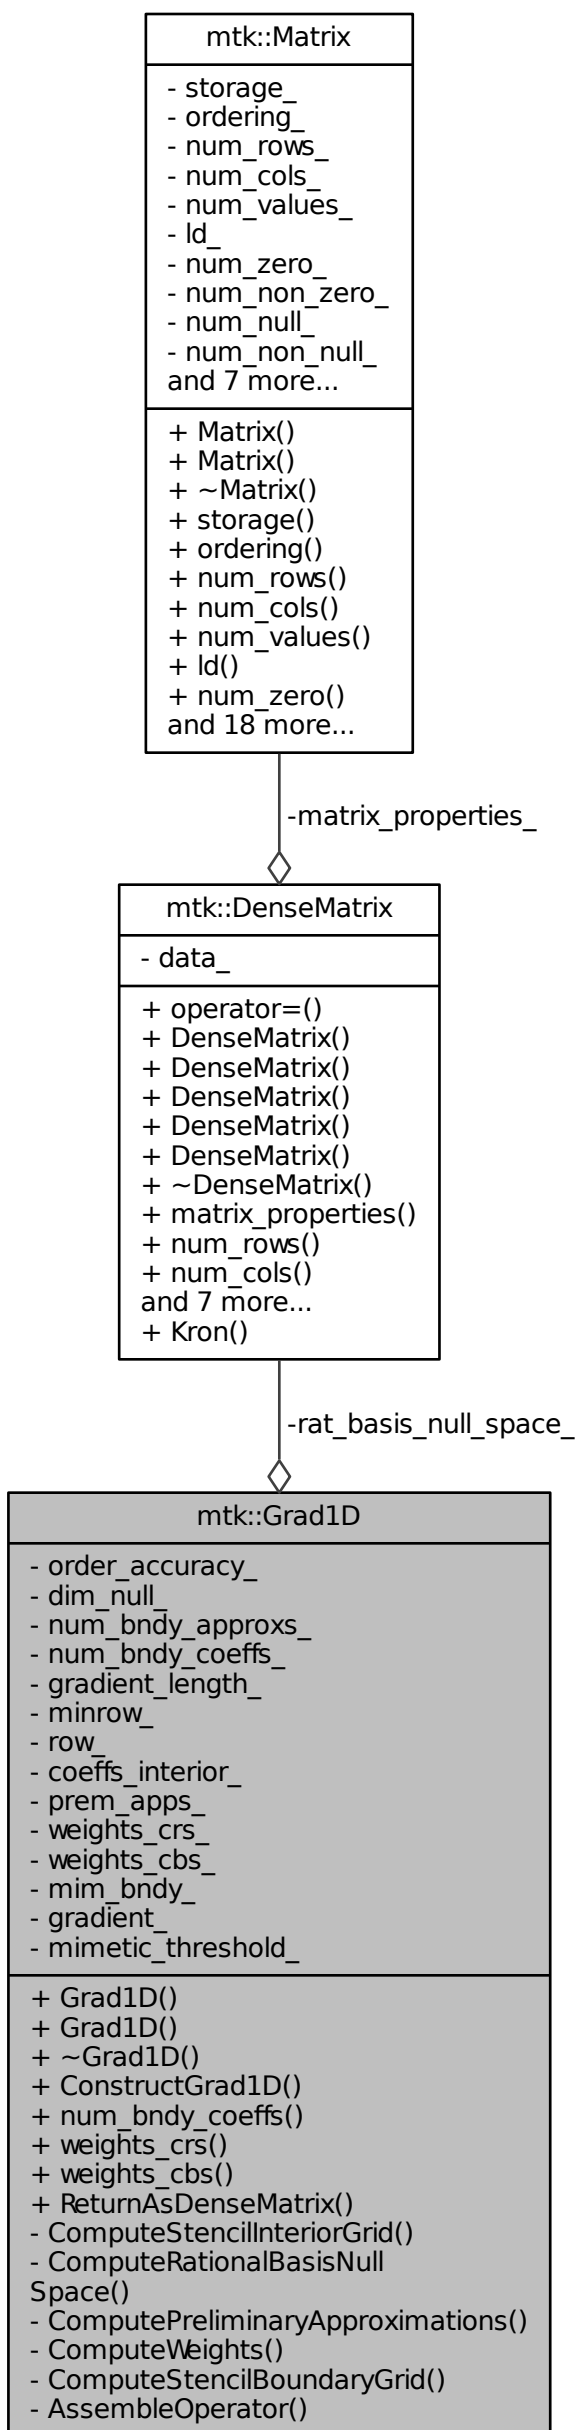 mtk::Matrix
- storage_
- ordering_
- num_rows_
- num_cols_
- num_values_
- ld_
- num_zero_
- num_non_zero_
- num_null_
- num_non_null_
and 7 more...
+ Matrix()
+ Matrix()
+ ~Matrix()
+ storage()
+ ordering()
+ num_rows()
+ num_cols()
+ num_values()
+ ld()
+ num_zero()
and 18 more...
-matrix_properties_
mtk::DenseMatrix
- data_
+ operator=()
+ DenseMatrix()
+ DenseMatrix()
+ DenseMatrix()
+ DenseMatrix()
+ DenseMatrix()
+ ~DenseMatrix()
+ matrix_properties()
+ num_rows()
+ num_cols()
and 7 more...
+ Kron()
-rat_basis_null_space_
mtk::Grad1D
- order_accuracy_
- dim_null_
- num_bndy_approxs_
- num_bndy_coeffs_
- gradient_length_
- minrow_
- row_
- coeffs_interior_
- prem_apps_
- weights_crs_
- weights_cbs_
- mim_bndy_
- gradient_
- mimetic_threshold_
+ Grad1D()
+ Grad1D()
+ ~Grad1D()
+ ConstructGrad1D()
+ num_bndy_coeffs()
+ weights_crs()
+ weights_cbs()
+ ReturnAsDenseMatrix()
- ComputeStencilInteriorGrid()
- ComputeRationalBasisNull
Space()
- ComputePreliminaryApproximations()
- ComputeWeights()
- ComputeStencilBoundaryGrid()
- AssembleOperator()